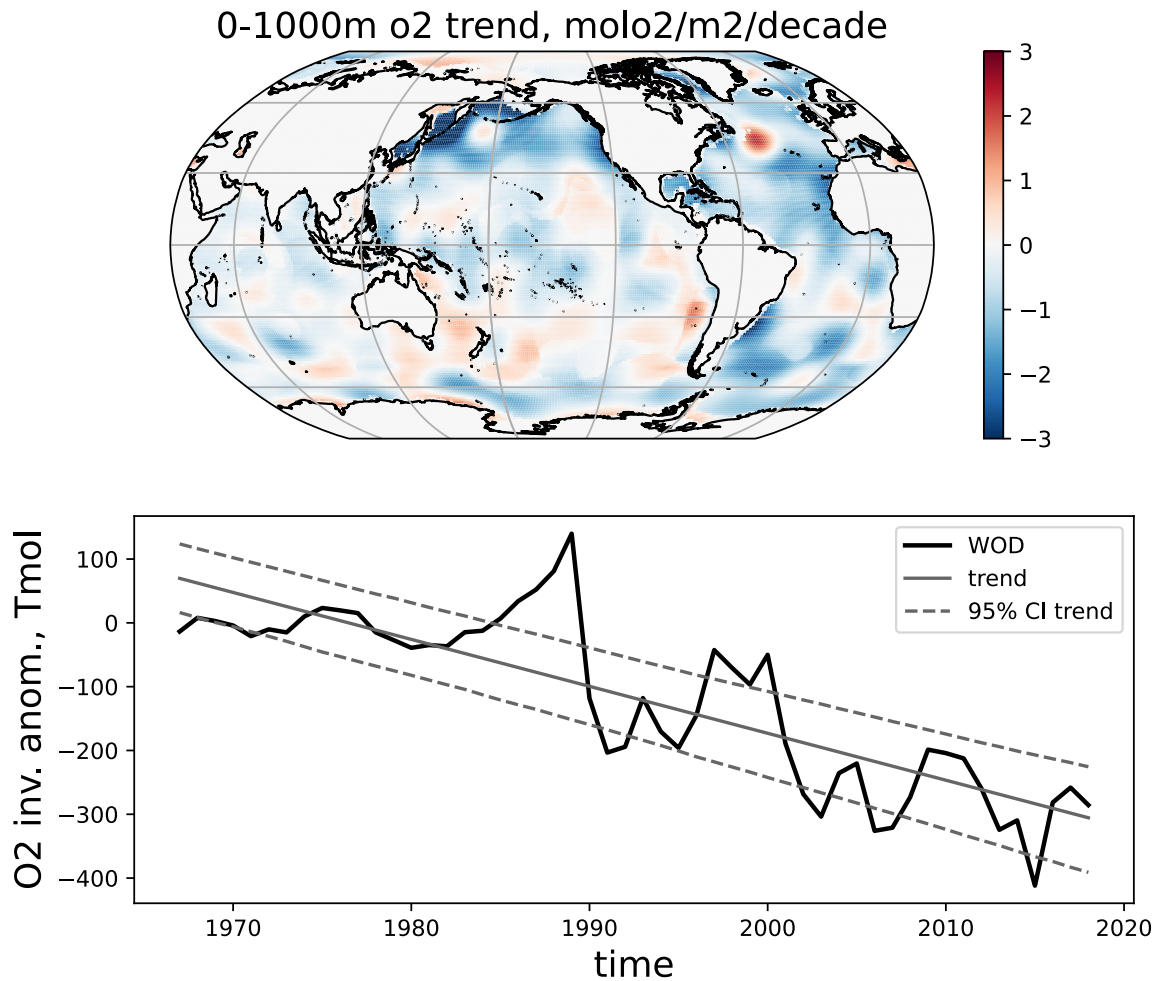 0-1000m o2 trend, molo2/m2/decade
3
2
1
0
−1
−2
−3
O2 inv. anom., Tmol
100
0
−100
−200
−300
−400
WOD
trend
95% CI trend
1970 1980 1990 2000 2010 2020
time